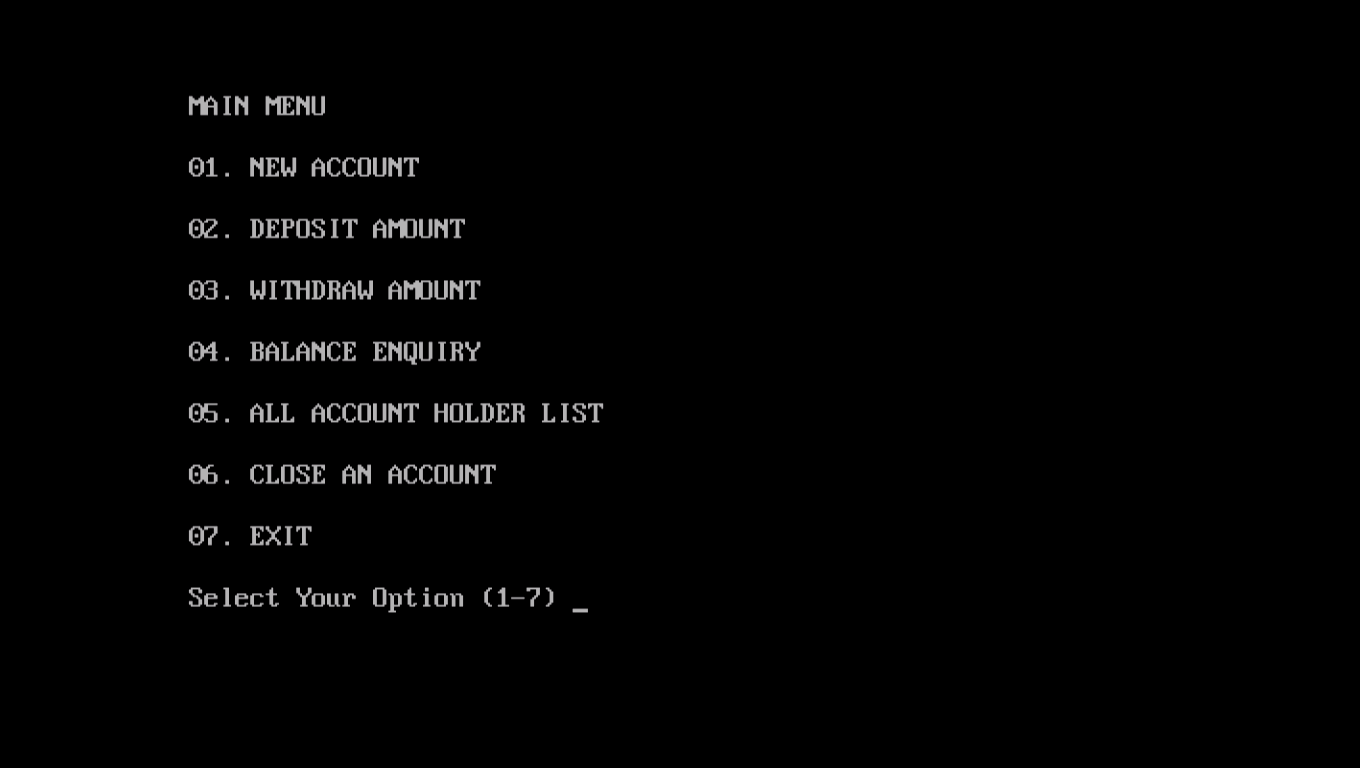 MAIN MENU
01. NEW ACCOUNT
02. DEPOSIT AMOUNT
03. WITHDRAW AMOUNT
04. BALANCE ENQUIRY
05. ALL ACCOUNT HOLDER LIST
06. CLOSE AN ACCOUNT
07. EXIT
Select Your Option (1-7) _